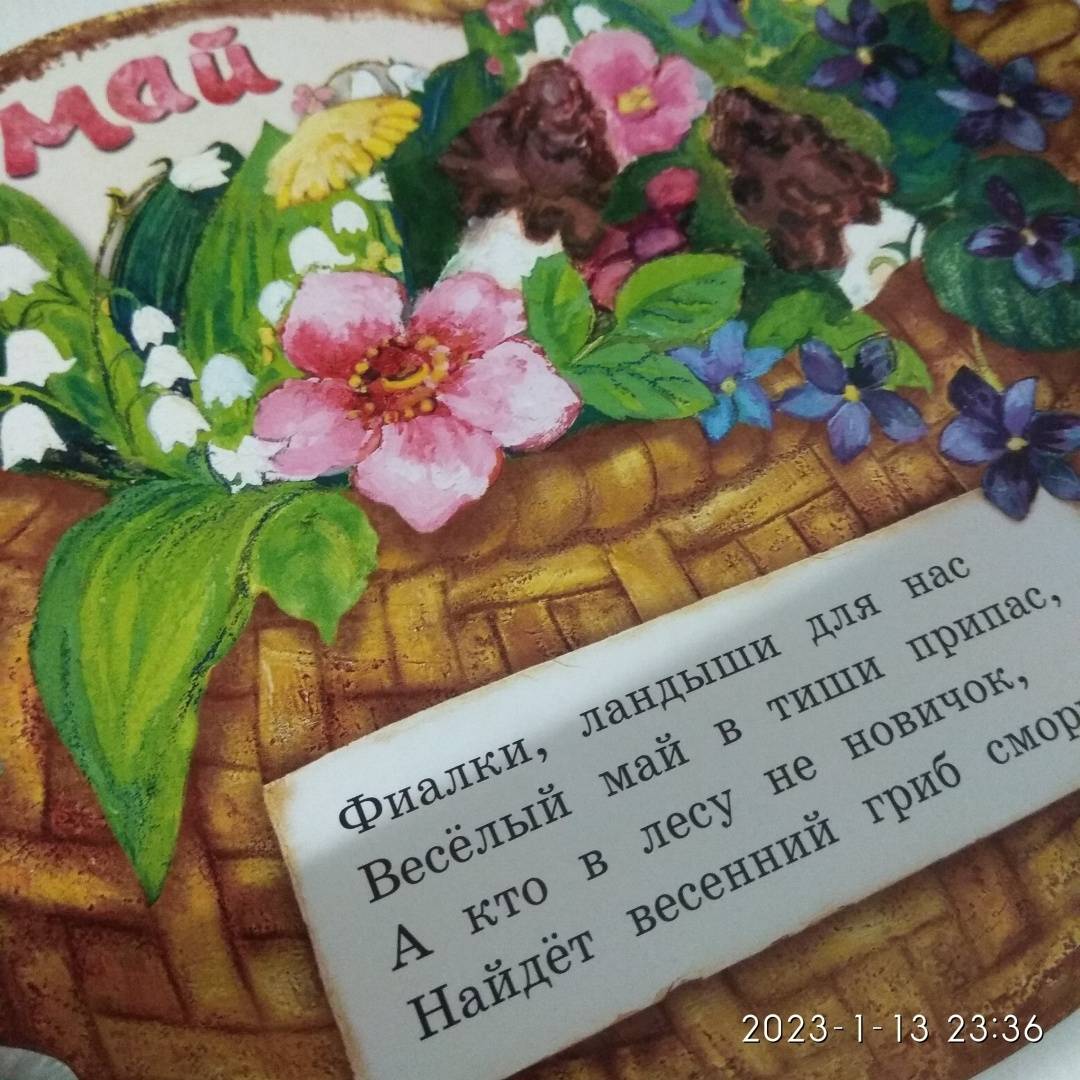 май
Фиалки, ландыши для нас
Весёлый май в тиши припас,
А кто в лесу не новичок,
Найдёт весенний гриб
2023-1-13 23:36